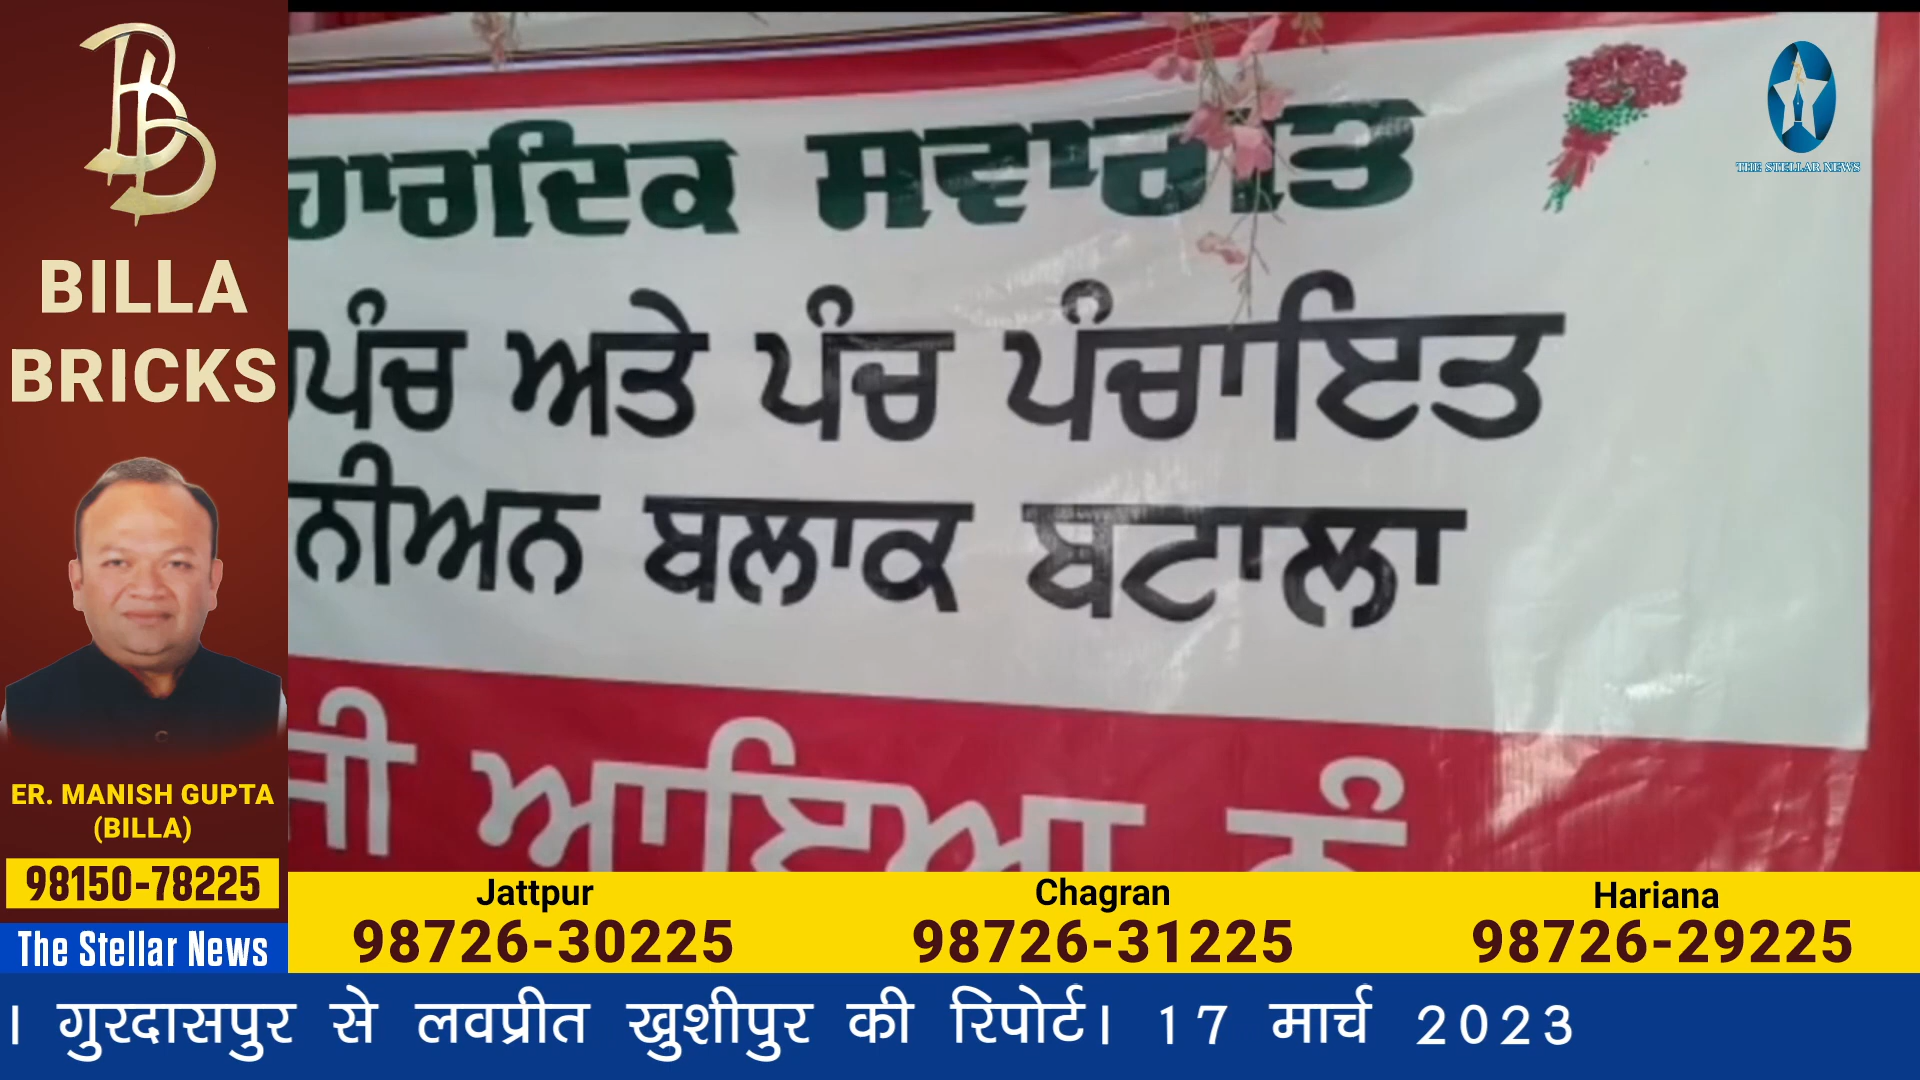 BILLA
BRICKS
ER. MANISH GUPTA
(BILLA)
98150-78225
The Stellar News
ਹਾਰਦਿਕ ਸਵਾਗਤ
ਪੰਚ ਅਤੇ ਪੰਚ ਪੰਚਾਇਤ
ਨੀਅਨ ਬਲਾਕ ਬਟਾਲਾ
ਜੀ ਆਇਆ ਨੂੰ
THE STELLAR NEWS
Jattpur
98726-30225
Chagran
98726-31225
Hariana
98726-29225
। गुरदासपुर से लवप्रीत खुशीपुर की रिपोर्ट। 17 मार्च 2023